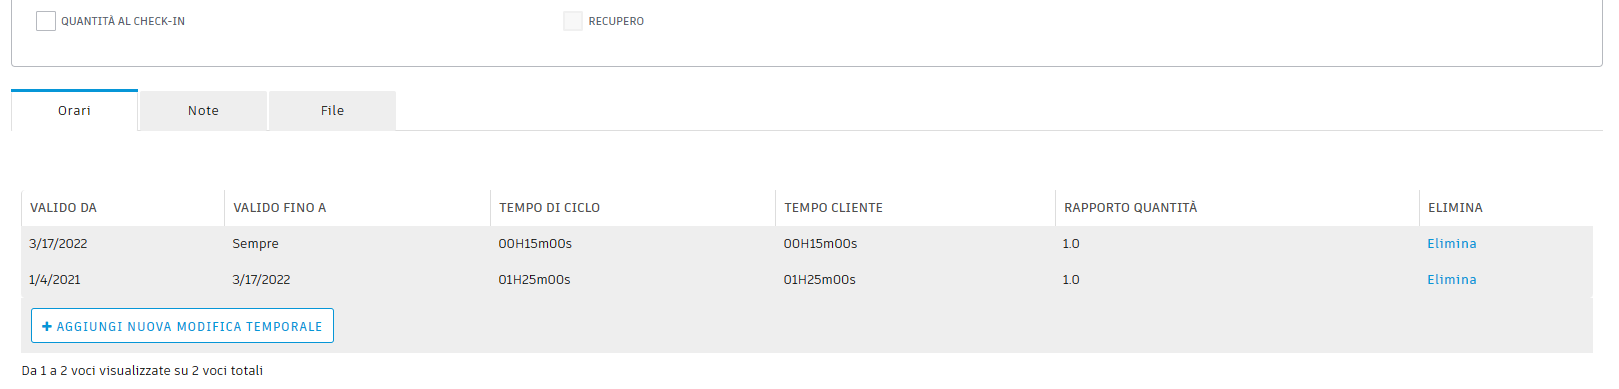 QUANTITÀ AL CHECK-IN RECUPERO
Orari Note File
VALIDO DA VALIDO FINO A TEMPO DI CICLO TEMPO CLIENTE RAPPORTO QUANTITÀ ELIMINA
3/17/2022 Sempre 00H15m00s 00H15m00s 1.0 Elimina
1/4/2021 3/17/2022 01H25m00s 01H25m00s 1.0 Elimina
+ AGGIUNGI NUOVA MODIFICA TEMPORALE
Da 1 a 2 voci visualizzate su 2 voci totali